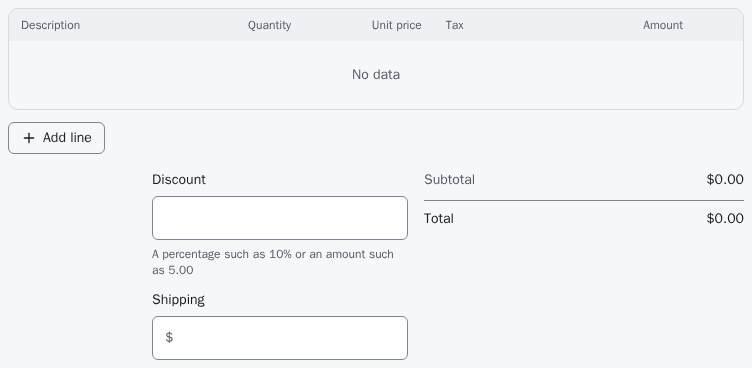 Description Quantity Unit price Tax Amount
No data
+ Add line
Discount
A percentage such as 10% or an amount such
as 5.00
Shipping
$
Subtotal $0.00
Total $0.00